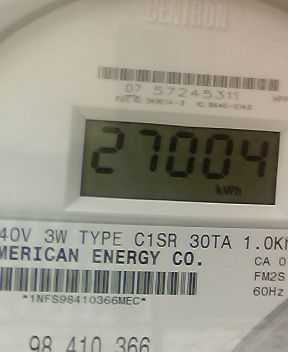 CENTRON®
07 57245311
27004
kWh
40V 3W TYPE C1SR 30TA 1.0K
MERICAN ENERGY CO.
CA 0
FM2S
60Hz
*1NFS98410366MEC*
98 410 366